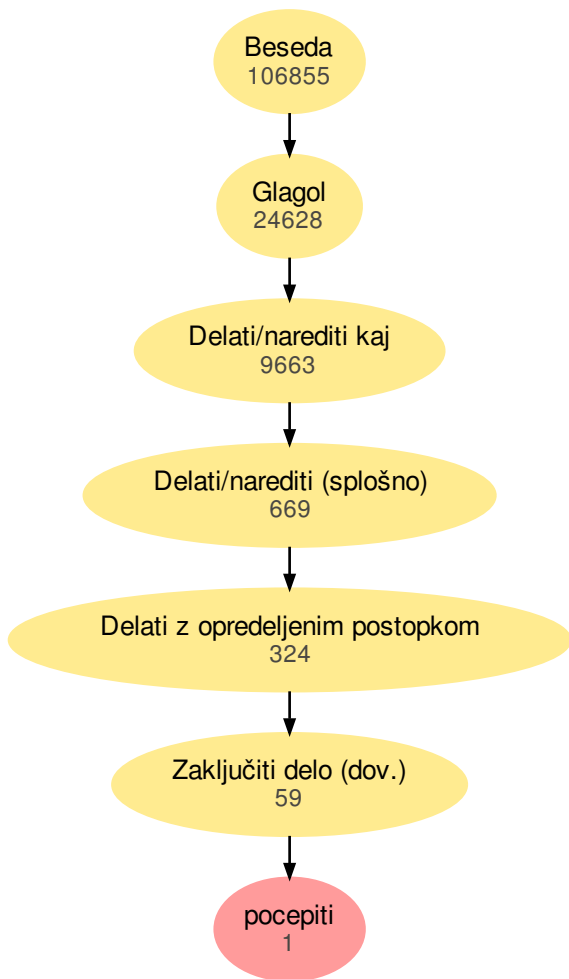 Beseda
106855
Glagol
24628
Delati/narediti kaj
9663
Delati/narediti (splošno)
669
Delati z opredeljenim postopkom
324
Zaključiti delo (dov.)
59
pocepiti
1